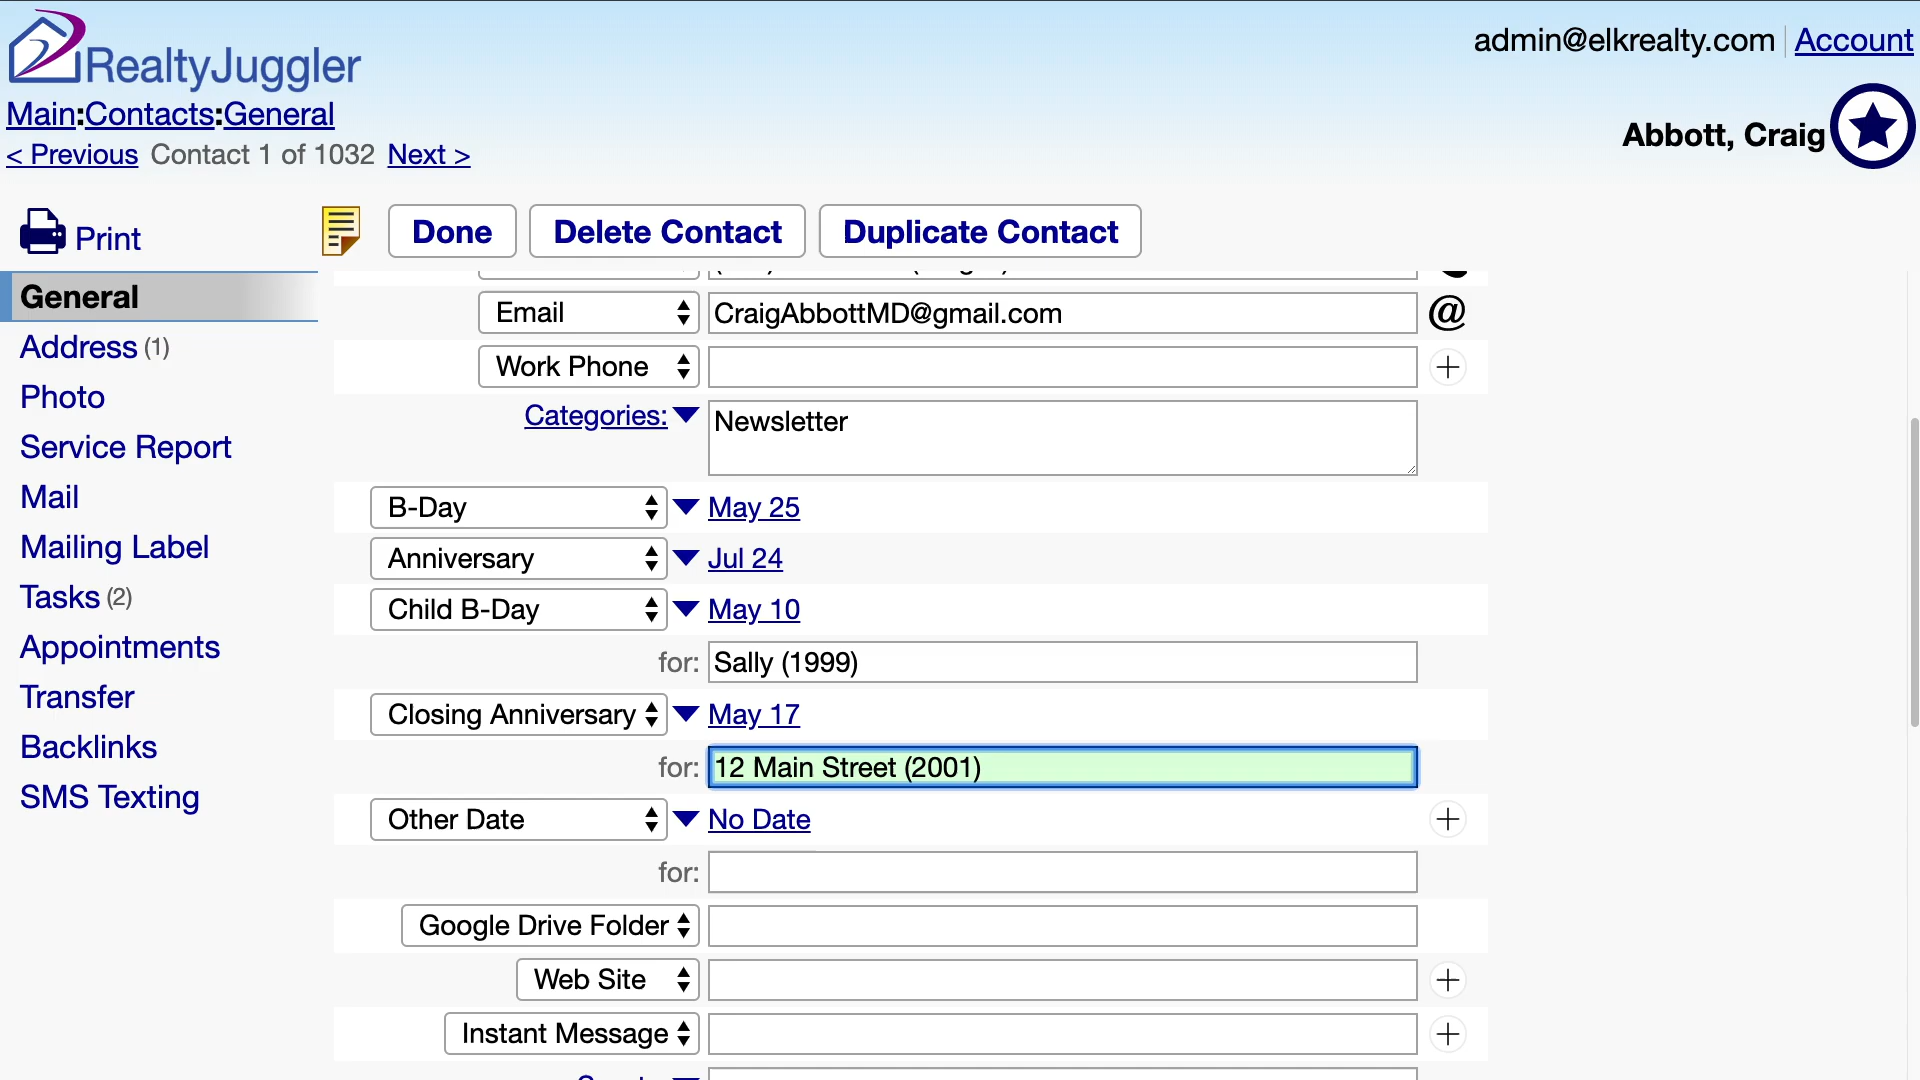 RealtyJuggler
admin@elkrealty.com Account
Main:Contacts:General
< Previous Contact 1 of 1032 Next >
Abbott, Craig
Print
Done
Delete Contact
Duplicate Contact
General
Address (1)
Photo
Service Report
Mail
Mailing Label
Tasks (2)
Appointments
Transfer
Backlinks
SMS Texting
Email CraigAbbottMD@gmail.com @
Work Phone
Categories: Newsletter
B-Day May 25
Anniversary Jul 24
Child B-Day May 10
for: Sally (1999)
Closing Anniversary May 17
for: 12 Main Street (2001)
Other Date No Date
for:
Google Drive Folder
Web Site
Instant Message